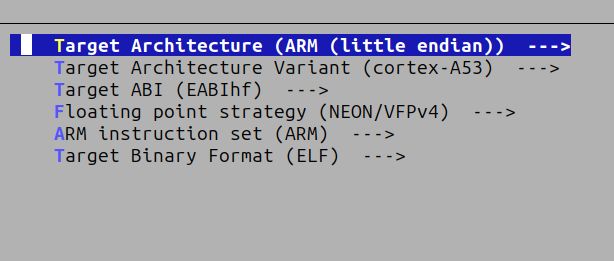 Target Architecture (ARM (little endian))  --->
Target Architecture Variant (cortex-A53)  --->
Target ABI (EABIhf)  --->
Floating point strategy (NEON/VFPv4)  --->
ARM instruction set (ARM)  --->
Target Binary Format (ELF)  --->